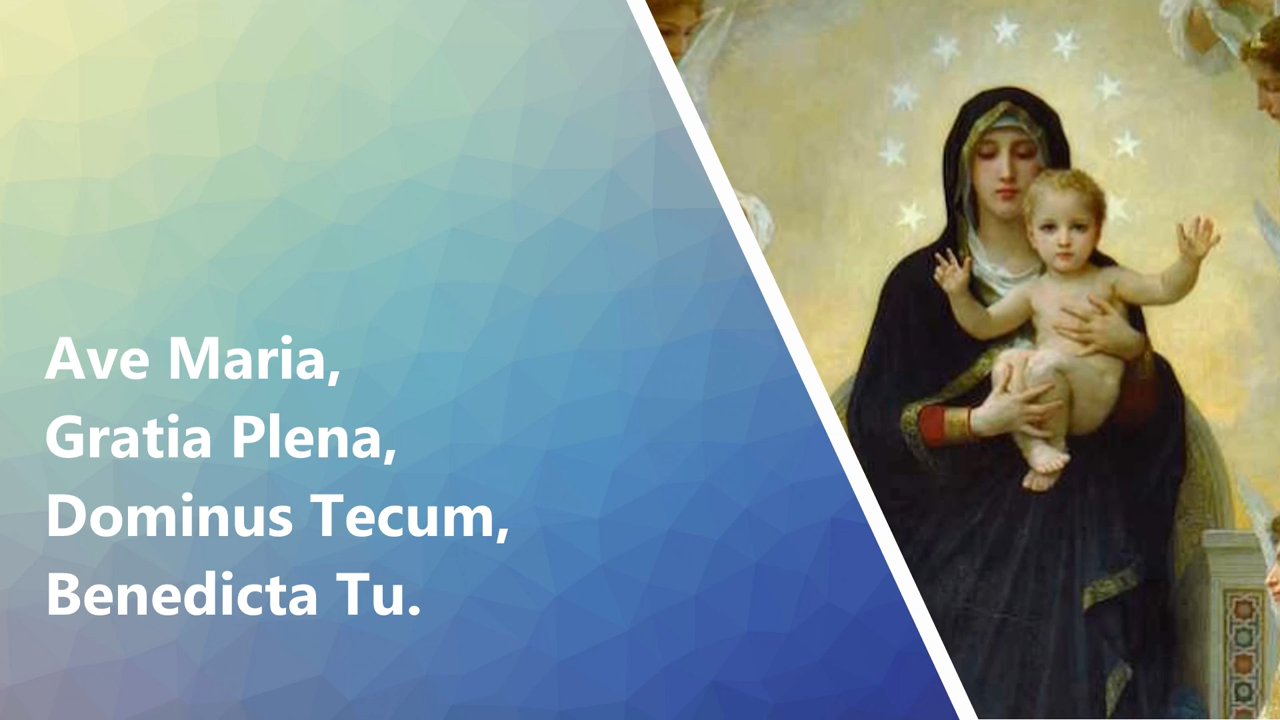 Ave Maria,
Gratia Plena,
Dominus Tecum,
Benedicta Tu.